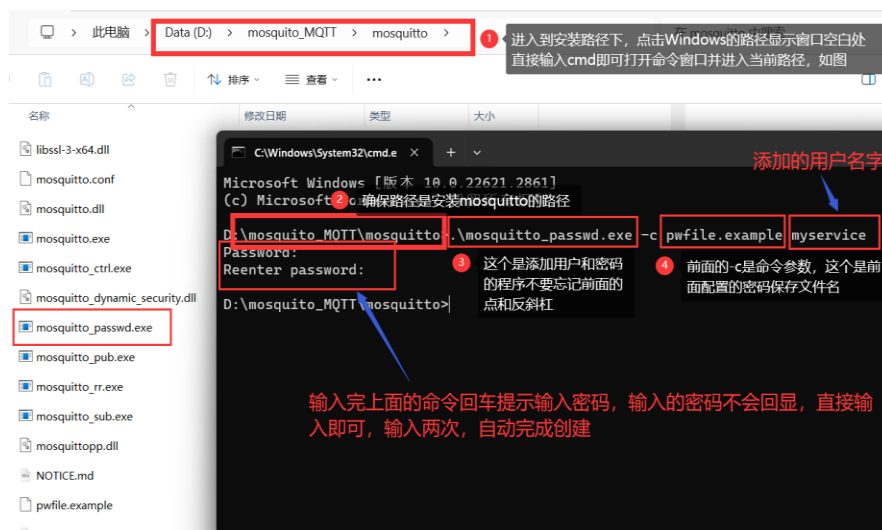 此电脑 > Data (D:) > mosquito_MQTT > mosquitto >
1 进入到安装路径下，点击Windows的路径显示窗口空白处
直接输入cmd即可打开命令窗口并进入当前路径，如图
排序 查看 ...
名称 修改日期 类型 大小
libssl-3-x64.dll
mosquitto.conf
mosquitto.dll
mosquitto.exe
mosquitto_ctrl.exe
mosquitto_dynamic_security.dll
mosquitto_passwd.exe
mosquitto_pub.exe
mosquitto_rr.exe
mosquitto_sub.exe
mosquittopp.dll
NOTICE.md
pwfile.example
C:\Windows\System32\cmd.e
添加的用户名字
Microsoft Windows [版本 10.0.22621.2861]
(c) Microsoft
2 确保路径是安装mosquitto的路径
D:\mosquito_MQTT\mosquitto>.\mosquitto_passwd.exe -c pwfile.example myservice
Password:
Reenter password:
3 这个是添加用户和密码
的程序不要忘记前面的
点和反斜杠
4 前面的-c是命令参数，这个是前
面配置的密码保存文件名
D:\mosquito_MQTT\mosquitto>
输入完上面的命令回车提示输入密码，输入的密码不会回显，直接输
入即可，输入两次，自动完成创建